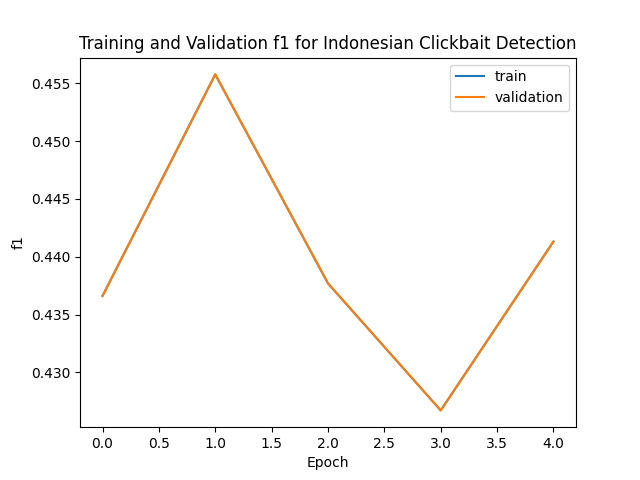 Training and Validation f1 for Indonesian Clickbait Detection
train
validation
0.455
0.450
0.445
0.440
0.435
0.430
f1
0.0 0.5 1.0 1.5 2.0 2.5 3.0 3.5 4.0
Epoch